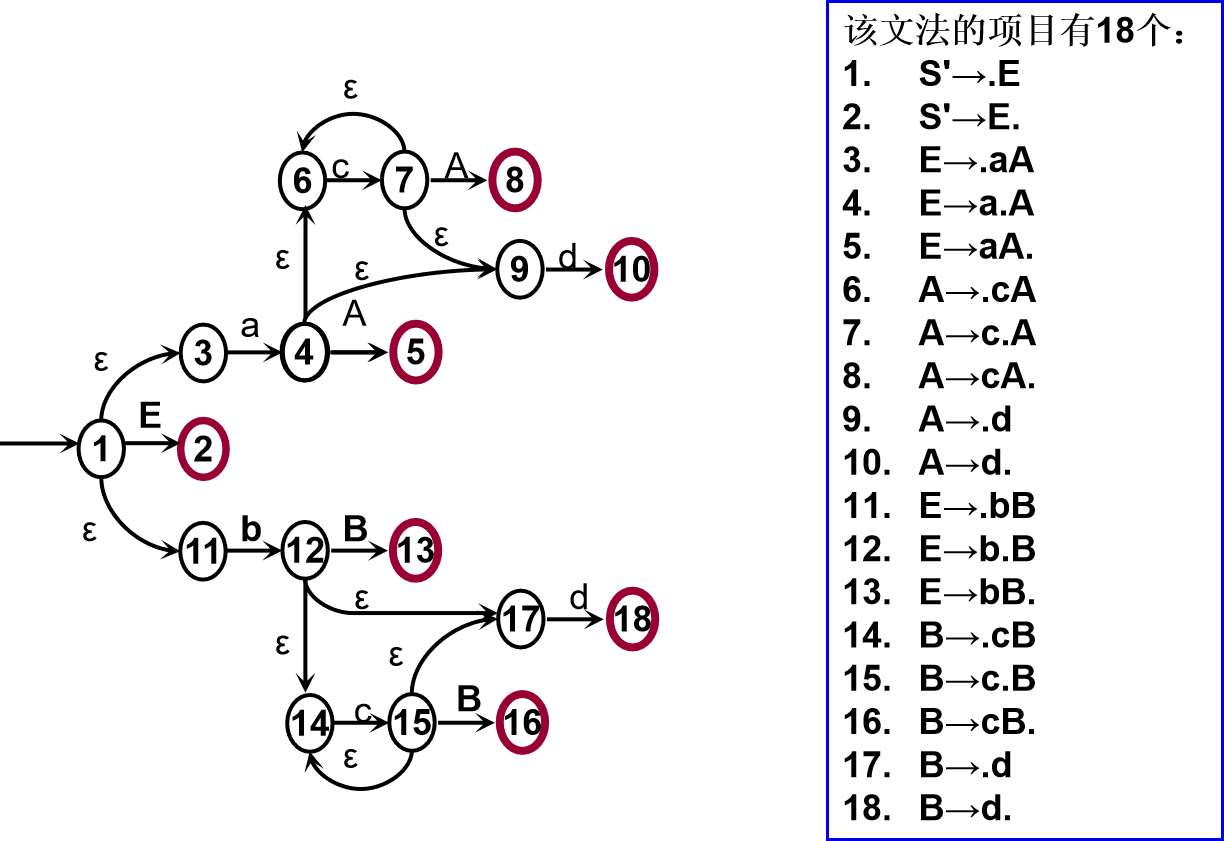 ε
6
c
7
A
8
ε
ε
ε
9
d
10
3
a
4
A
5
ε
1
E
2
ε
11
b
12
B
13
ε
17
d
18
ε
ε
14
c
15
B
16
ε
该文法的项目有18个：
1. S'→.E
2. S'→E.
3. E→.aA
4. E→a.A
5. E→aA.
6. A→.cA
7. A→c.A
8. A→cA.
9. A→.d
10. A→d.
11. E→.bB
12. E→b.B
13. E→bB.
14. B→.cB
15. B→c.B
16. B→cB.
17. B→.d
18. B→d.